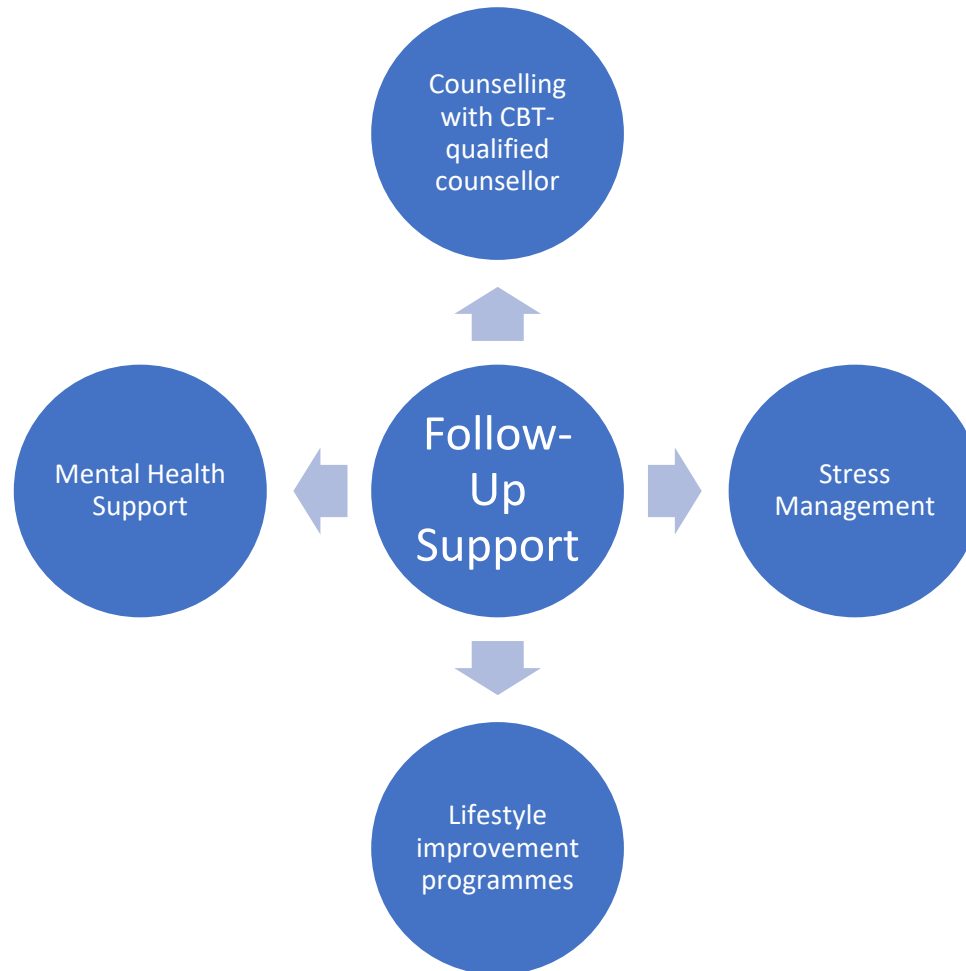 Counselling
with CBT-
qualified
counsellor
Mental Health
Support
Follow-
Up
Support
Stress
Management
Lifestyle
improvement
programmes